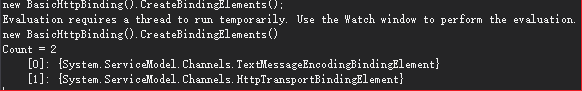 new BasicHttpBinding().CreateBindingElements();
Evaluation requires a thread to run temporarily. Use the Watch window to perform the evaluation.
new BasicHttpBinding().CreateBindingElements()
Count = 2
[0]: {System.ServiceModel.Channels.TextMessageEncodingBindingElement}
[1]: {System.ServiceModel.Channels.HttpTransportBindingElement}